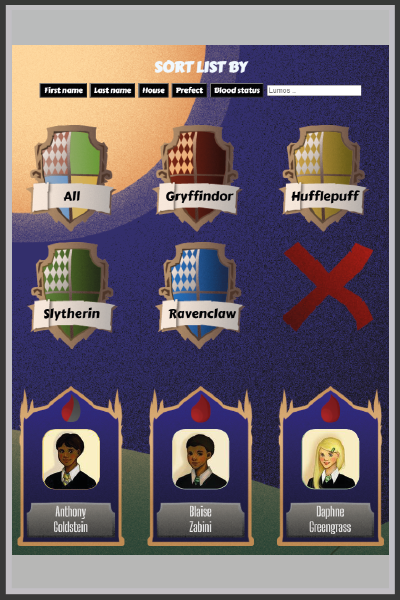 SORT LIST BY
First name Last name House Prefect Blood status Lumos ..
All Gryffindor Hufflepuff
Slytherin Ravenclaw
Anthony
Goldstein
Blaise
Zabini
Daphne
Greengrass